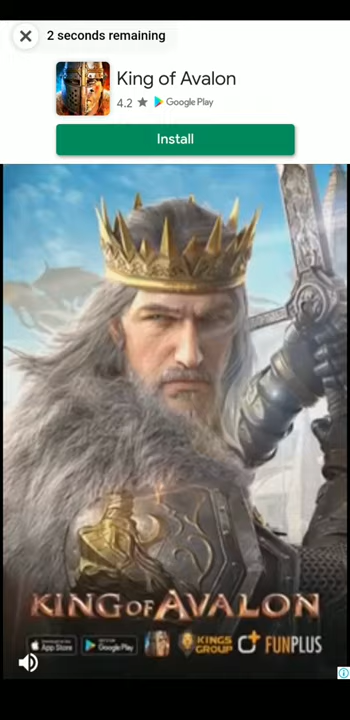 2 seconds remaining
King of Avalon
4.2 ★ Google Play
Install
KING OF AVALON
App Store Google Play KINGS GROUP FUNPLUS